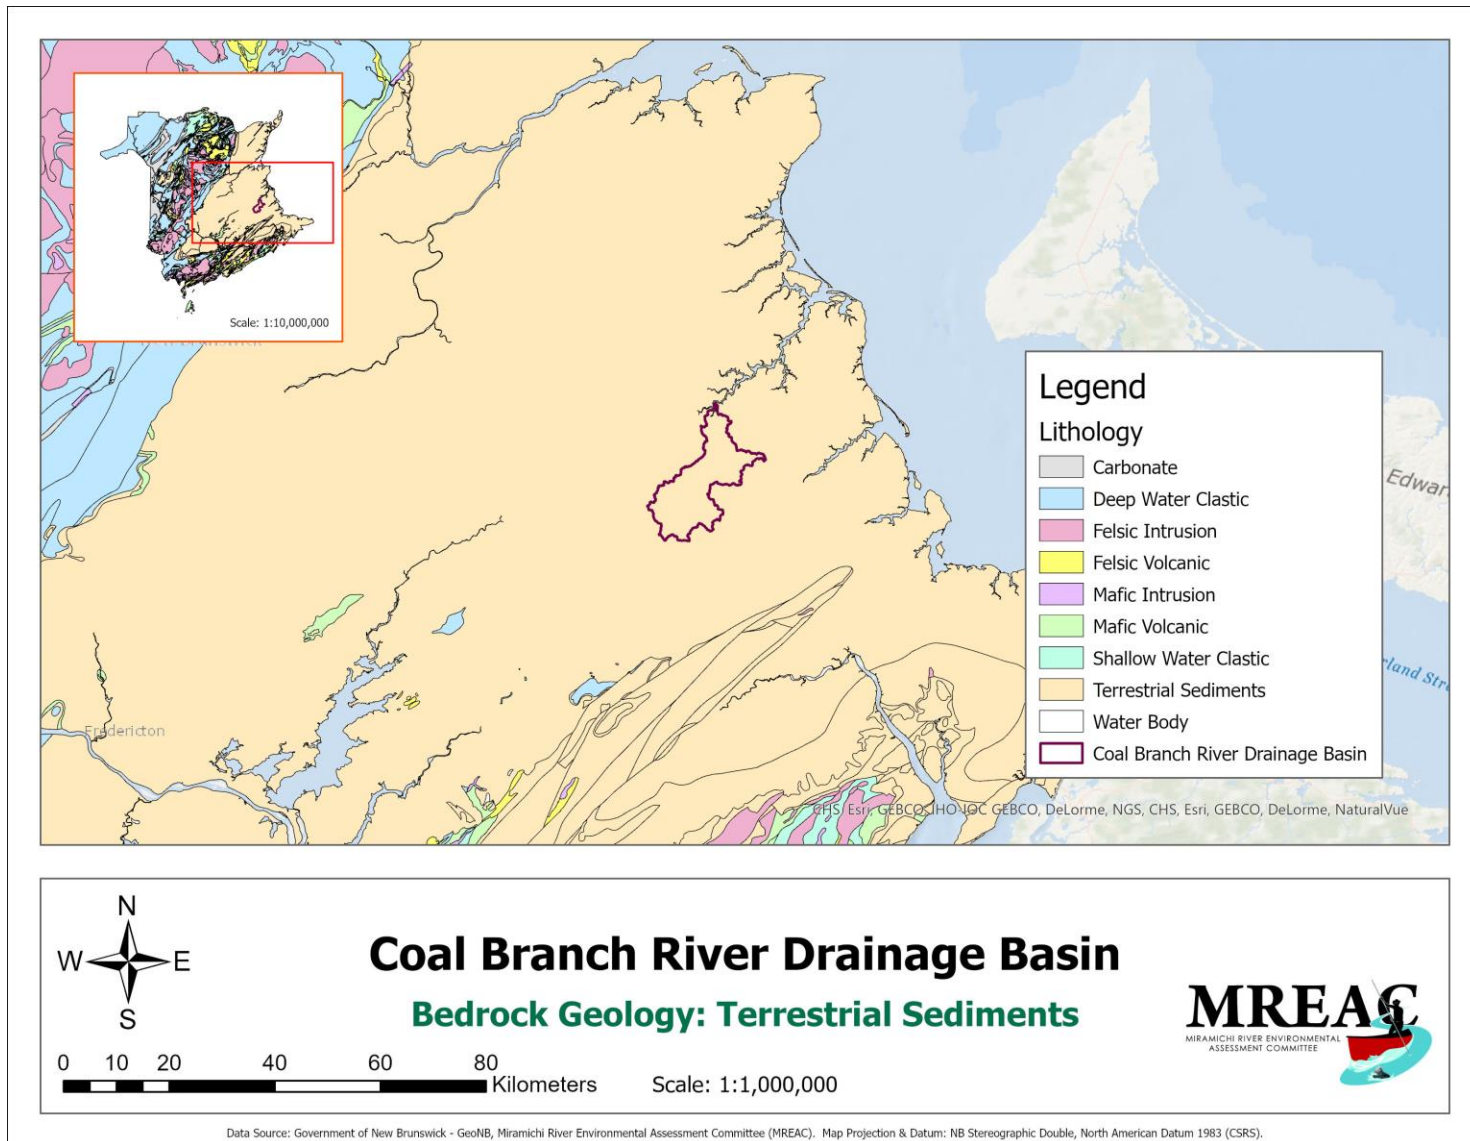 Scale: 1:10,000,000
Fredericton
Edwar
rland Stre
Legend
Lithology
Carbonate
Deep Water Clastic
Felsic Intrusion
Felsic Volcanic
Mafic Intrusion
Mafic Volcanic
Shallow Water Clastic
Terrestrial Sediments
Water Body
Coal Branch River Drainage Basin
CHS, Esri, GEBCO, IHO-IOC GEBCO, DeLorme, NGS, CHS, Esri, GEBCO, DeLorme, NaturalVue
N
W E
S
Coal Branch River Drainage Basin
Bedrock Geology: Terrestrial Sediments
0 10 20 40 60 80
Kilometers
Scale: 1:1,000,000
MREAC
MIRAMICHI RIVER ENVIRONMENTAL
ASSESSMENT COMMITTEE
Data Source: Government of New Brunswick - GeoNB, Miramichi River Environmental Assessment Committee (MREAC). Map Projection & Datum: NB Stereographic Double, North American Datum 1983 (CSRS).